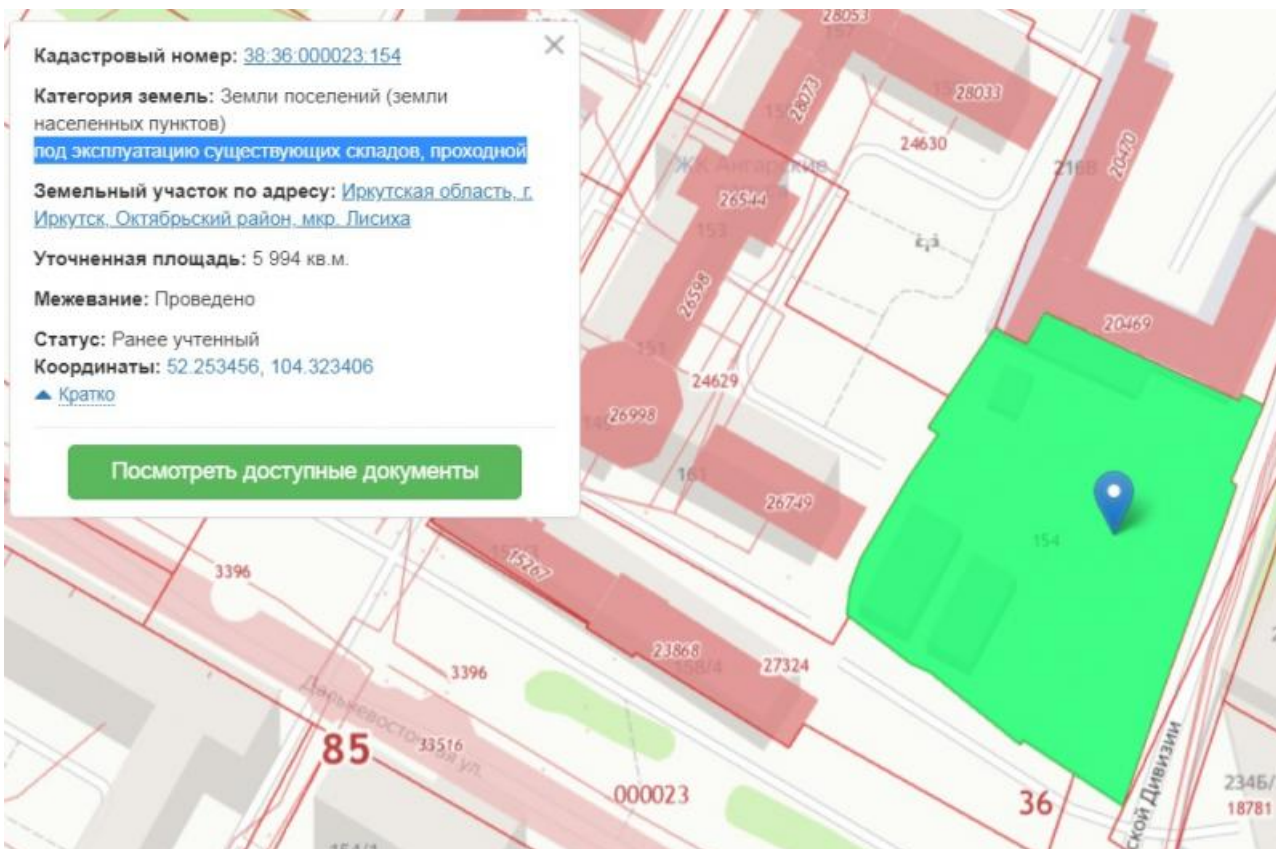 Кадастровый номер: 38:36:000023:154
Категория земель: Земли поселений (земли
населенных пунктов)
под эксплуатацию существующих складов, проходной
Земельный участок по адресу: Иркутская область, г.
Иркутск, Октябрьский район, мкр. Лисиха
Уточненная площадь: 5 994 кв.м.
Межевание: Проведено
Статус: Ранее учтенный
Координаты: 52.253456, 104.323406
Кратко
Посмотреть доступные документы
28053
157
28033
28073
24630
20470
216В
ЖК Ангарские
26544
153
26598
20469
151
24629
26998
161
26749
154
15267
3396
23868
158/4
27324
3396
Дальневосточная ул.
85
33516
000023
36
ской Дивизии
234Б/
18781